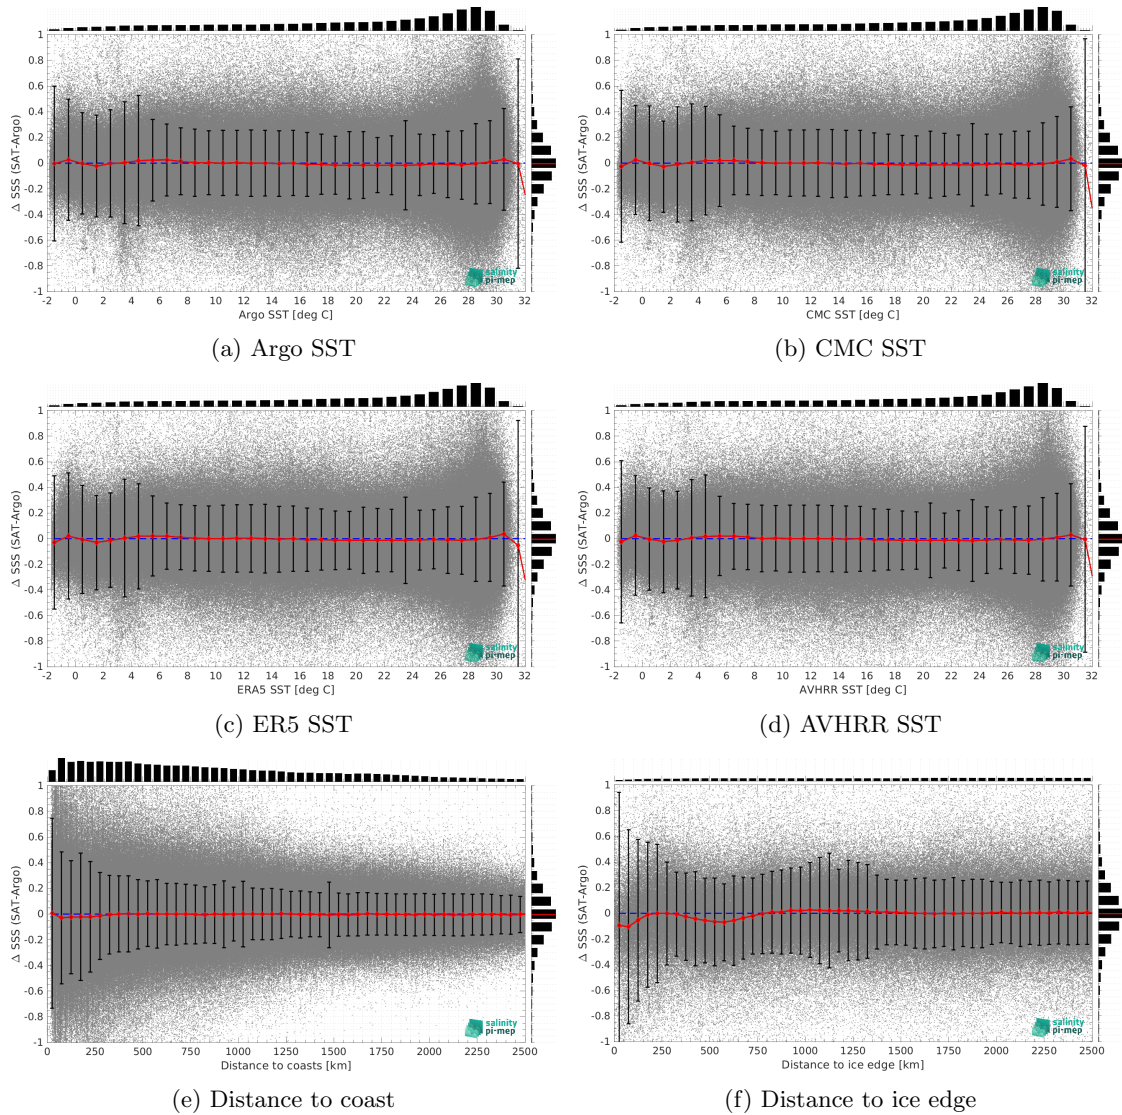 1
0.8
0.6
0.4
0.2
0
-0.2
-0.4
-0.6
-0.8
-1
Δ SSS (SAT-Argo)
-2 0 2 4 6 8 10 12 14 16 18 20 22 24 26 28 30 32
Argo SST [deg C]
salinity
pi-mep
(a) Argo SST
1
0.8
0.6
0.4
0.2
0
-0.2
-0.4
-0.6
-0.8
-1
Δ SSS (SAT-Argo)
-2 0 2 4 6 8 10 12 14 16 18 20 22 24 26 28 30 32
CMC SST [deg C]
salinity
pi-mep
(b) CMC SST
1
0.8
0.6
0.4
0.2
0
-0.2
-0.4
-0.6
-0.8
-1
Δ SSS (SAT-Argo)
-2 0 2 4 6 8 10 12 14 16 18 20 22 24 26 28 30 32
ERA5 SST [deg C]
salinity
pi-mep
(c) ER5 SST
1
0.8
0.6
0.4
0.2
0
-0.2
-0.4
-0.6
-0.8
-1
Δ SSS (SAT-Argo)
-2 0 2 4 6 8 10 12 14 16 18 20 22 24 26 28 30 32
AVHRR SST [deg C]
salinity
pi-mep
(d) AVHRR SST
1
0.8
0.6
0.4
0.2
0
-0.2
-0.4
-0.6
-0.8
-1
Δ SSS (SAT-Argo)
0 250 500 750 1000 1250 1500 1750 2000 2250 2500
Distance to coasts [km]
salinity
pi-mep
(e) Distance to coast
1
0.8
0.6
0.4
0.2
0
-0.2
-0.4
-0.6
-0.8
-1
Δ SSS (SAT-Argo)
0 250 500 750 1000 1250 1500 1750 2000 2250 2500
Distance to ice edge [km]
salinity
pi-mep
(f) Distance to ice edge